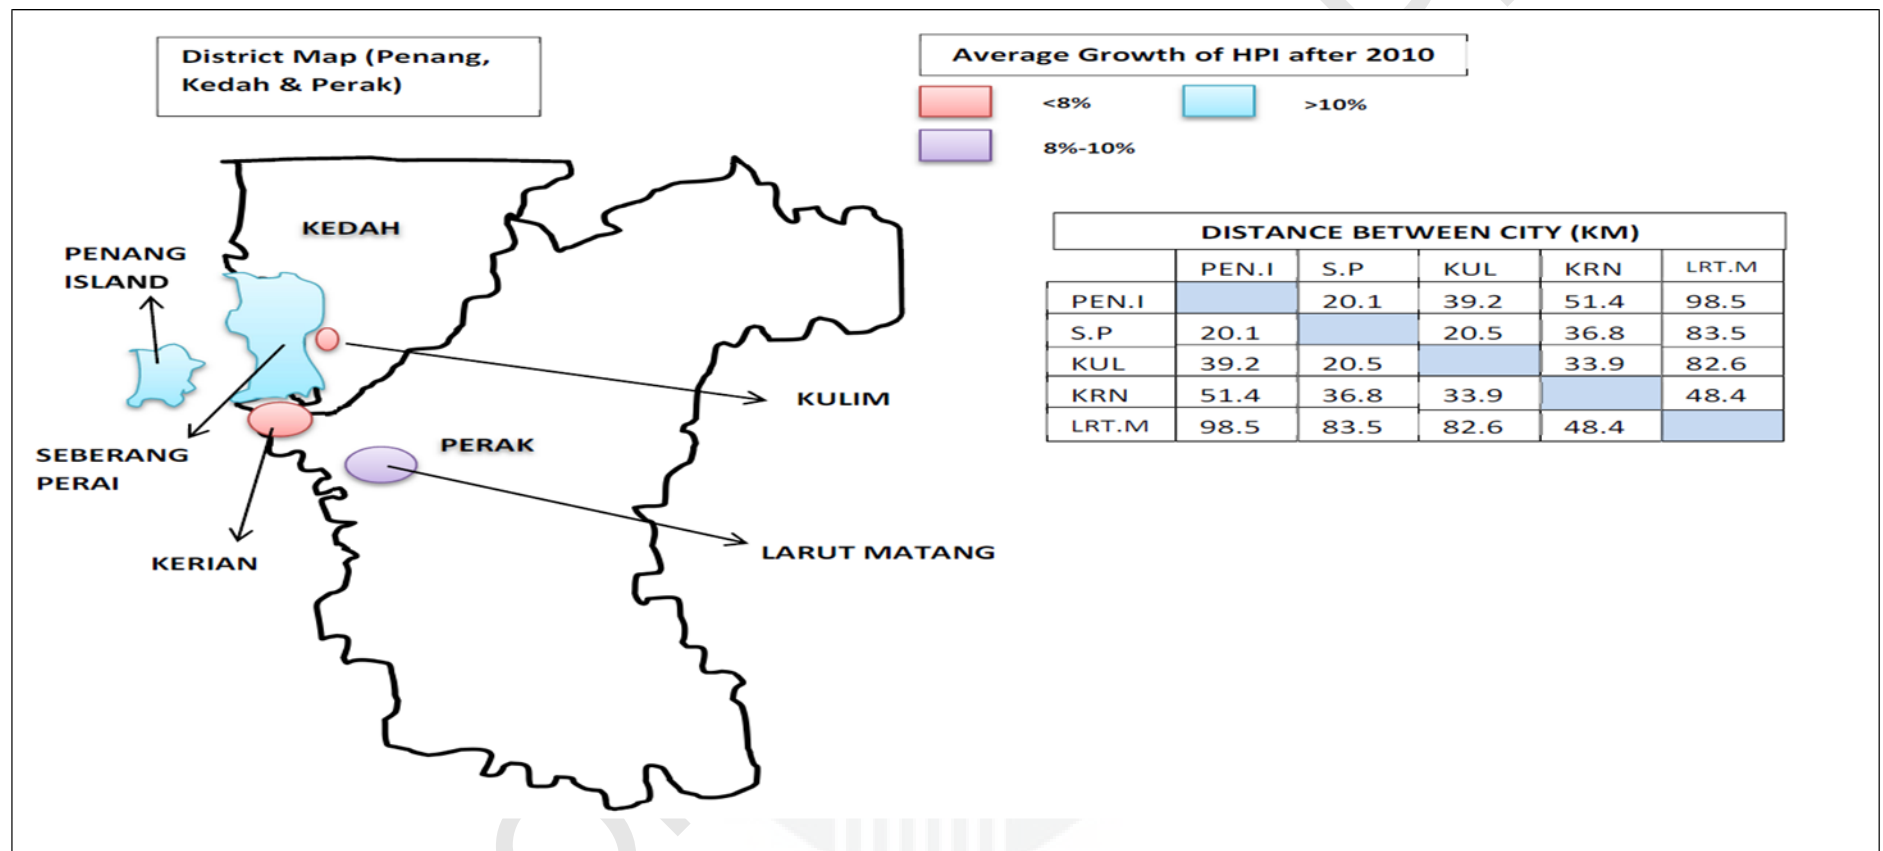 District Map (Penang,
Kedah & Perak)
Average Growth of HPI after 2010
<8%
>10%
8%-10%
KEDAH
PENANG
ISLAND
SEBERANG
PERAI
KERIAN
PERAK
KULIM
LARUT MATANG
DISTANCE BETWEEN CITY (KM)
PEN.I S.P KUL KRN LRT.M
PEN.I 20.1 39.2 51.4 98.5
S.P 20.1 20.5 36.8 83.5
KUL 39.2 20.5 33.9 82.6
KRN 51.4 36.8 33.9 48.4
LRT.M 98.5 83.5 82.6 48.4